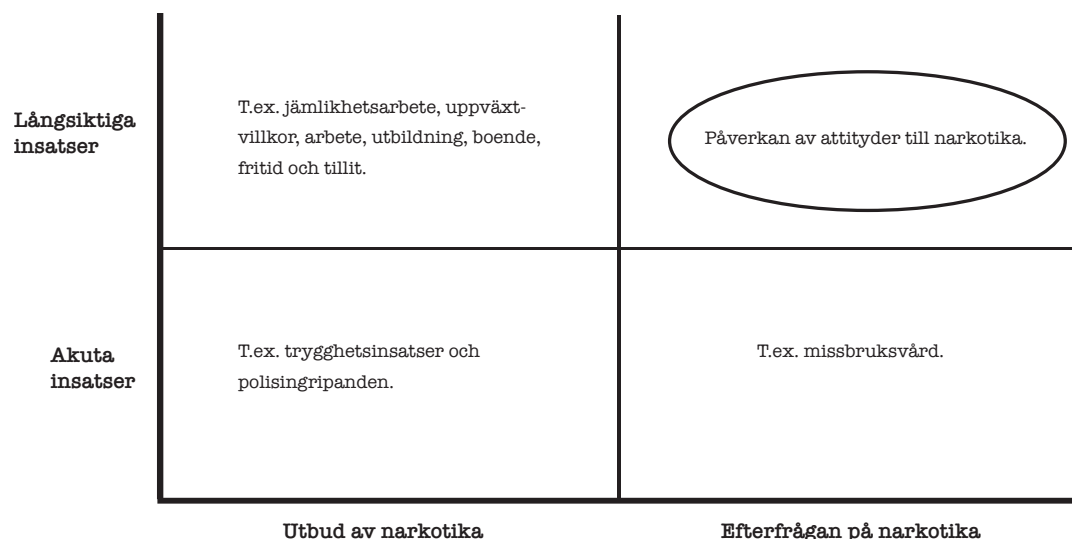 Långsiktiga
insatser
T.ex. jämlikhetsarbete, uppväxt-
villkor, arbete, utbildning, boende,
fritid och tillit.
Påverkan av attityder till narkotika.
Akuta
insatser
T.ex. trygghetsinsatser och
polisingripanden.
T.ex. missbruksvård.
Utbud av narkotika
Efterfrågan på narkotika